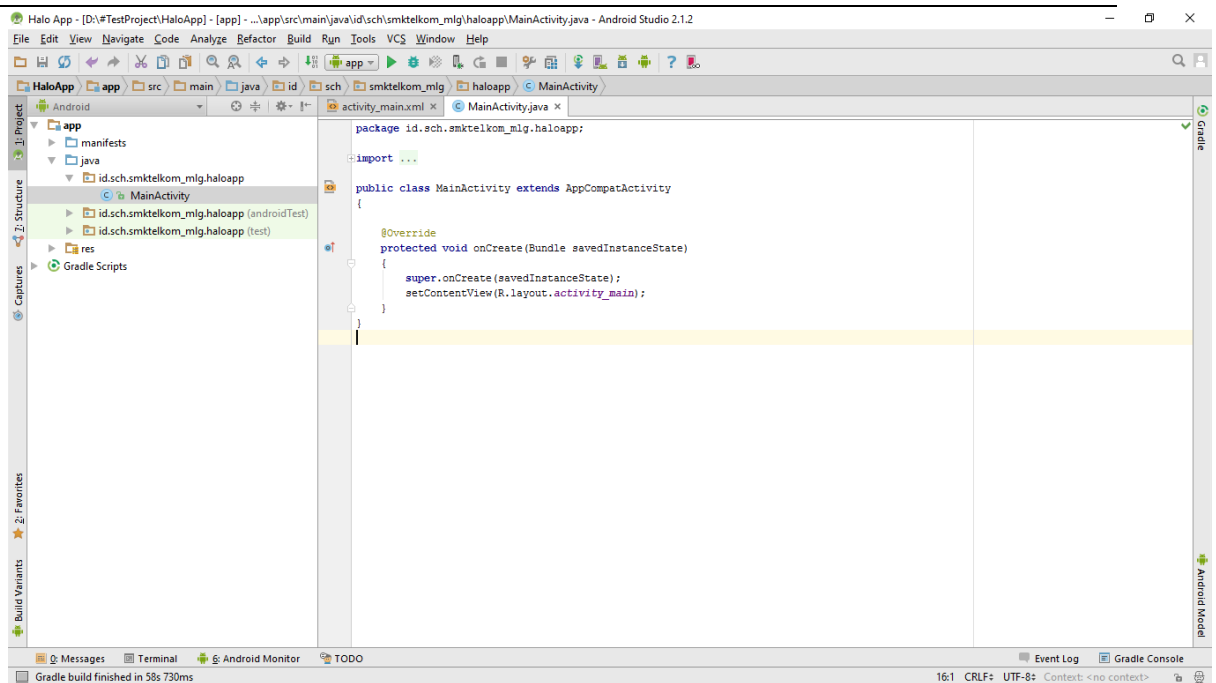 Halo App - [D:\#TestProject\HaloApp] - [app] - ...\app\src\main\java\id\sch\smktelkom_mlg\haloapp\MainActivity.java - Android Studio 2.1.2
File Edit View Navigate Code Analyze Refactor Build Run Tools VCS Window Help
app
HaloApp app src main java id sch smktelkom_mlg haloapp MainActivity
1: Project
7: Structure
Captures
2: Favorites
Build Variants
Android
app
manifests
java
id.sch.smktelkom_mlg.haloapp
MainActivity
id.sch.smktelkom_mlg.haloapp (androidTest)
id.sch.smktelkom_mlg.haloapp (test)
res
Gradle Scripts
activity_main.xml MainActivity.java
package id.sch.smktelkom_mlg.haloapp;
import ...
public class MainActivity extends AppCompatActivity
{
@Override
protected void onCreate(Bundle savedInstanceState)
{
super.onCreate(savedInstanceState);
setContentView(R.layout.activity_main);
}
}
Gradle
Android Model
0: Messages Terminal 6: Android Monitor TODO Event Log Gradle Console
Gradle build finished in 58s 730ms 16:1 CRLF UTF-8 Context: <no context>